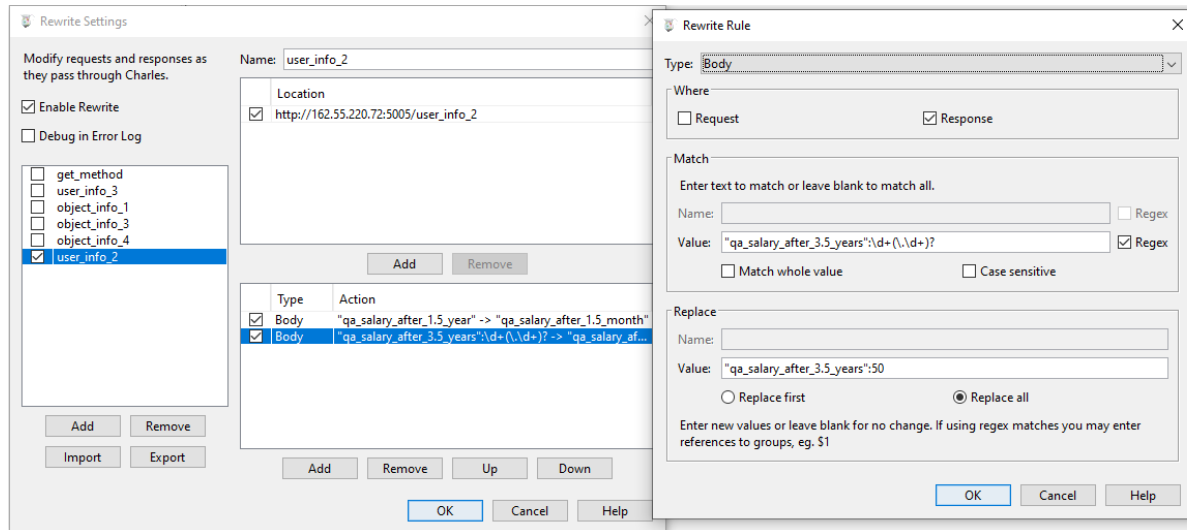 Rewrite Settings
Modify requests and responses as
they pass through Charles.
Enable Rewrite
Debug in Error Log
get_method
user_info_3
object_info_1
object_info_3
object_info_4
user_info_2
Add Remove
Import Export
Name: user_info_2
Location
http://162.55.220.72:5005/user_info_2
Add Remove
Type Action
Body "qa_salary_after_1.5_year" -> "qa_salary_after_1.5_month"
Body "qa_salary_after_3.5_years":\d+(\.\d+)? -> "qa_salary_af...
Add Remove Up Down
OK Cancel Help
Rewrite Rule
Type: Body
Where
Request Response
Match
Enter text to match or leave blank to match all.
Name: Regex
Value: "qa_salary_after_3.5_years":\d+(\.\d+)? Regex
Match whole value Case sensitive
Replace
Name:
Value: "qa_salary_after_3.5_years":50
Replace first Replace all
Enter new values or leave blank for no change. If using regex matches you may enter
references to groups, eg. $1
OK Cancel Help